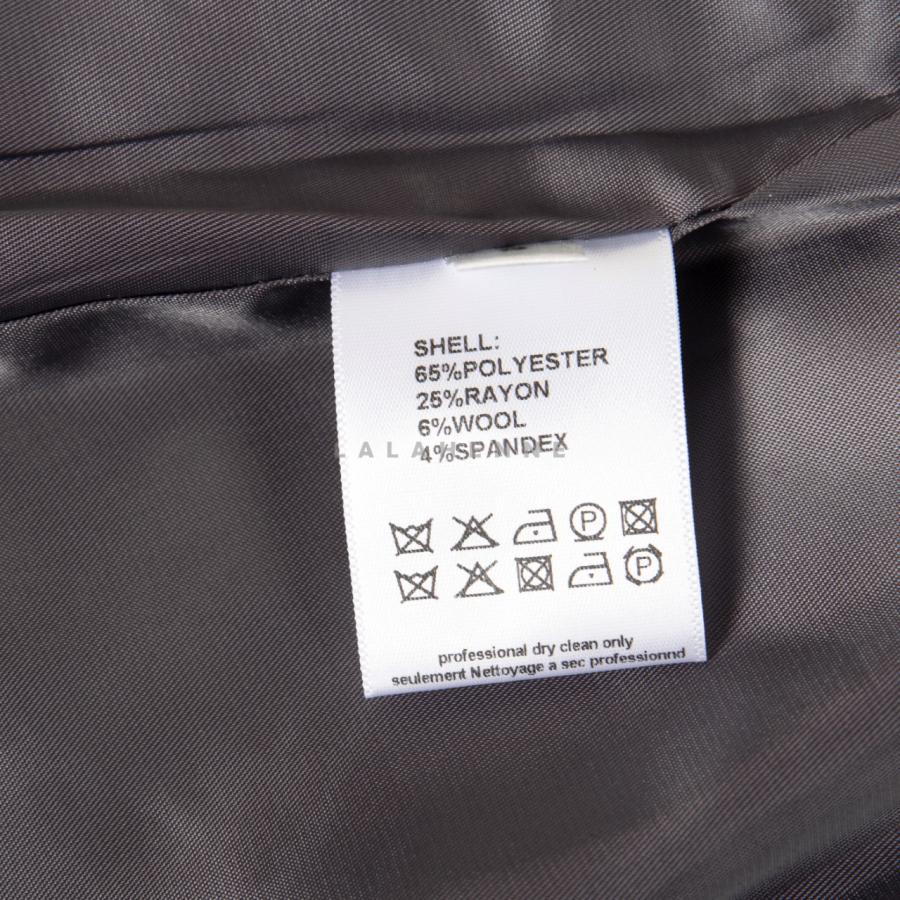 SHELL:
65%POLYESTER
25%RAYON
6%WOOL
4%SPANDEX
P
P
professional dry clean only
seulement Nettoyage a sec professionnd